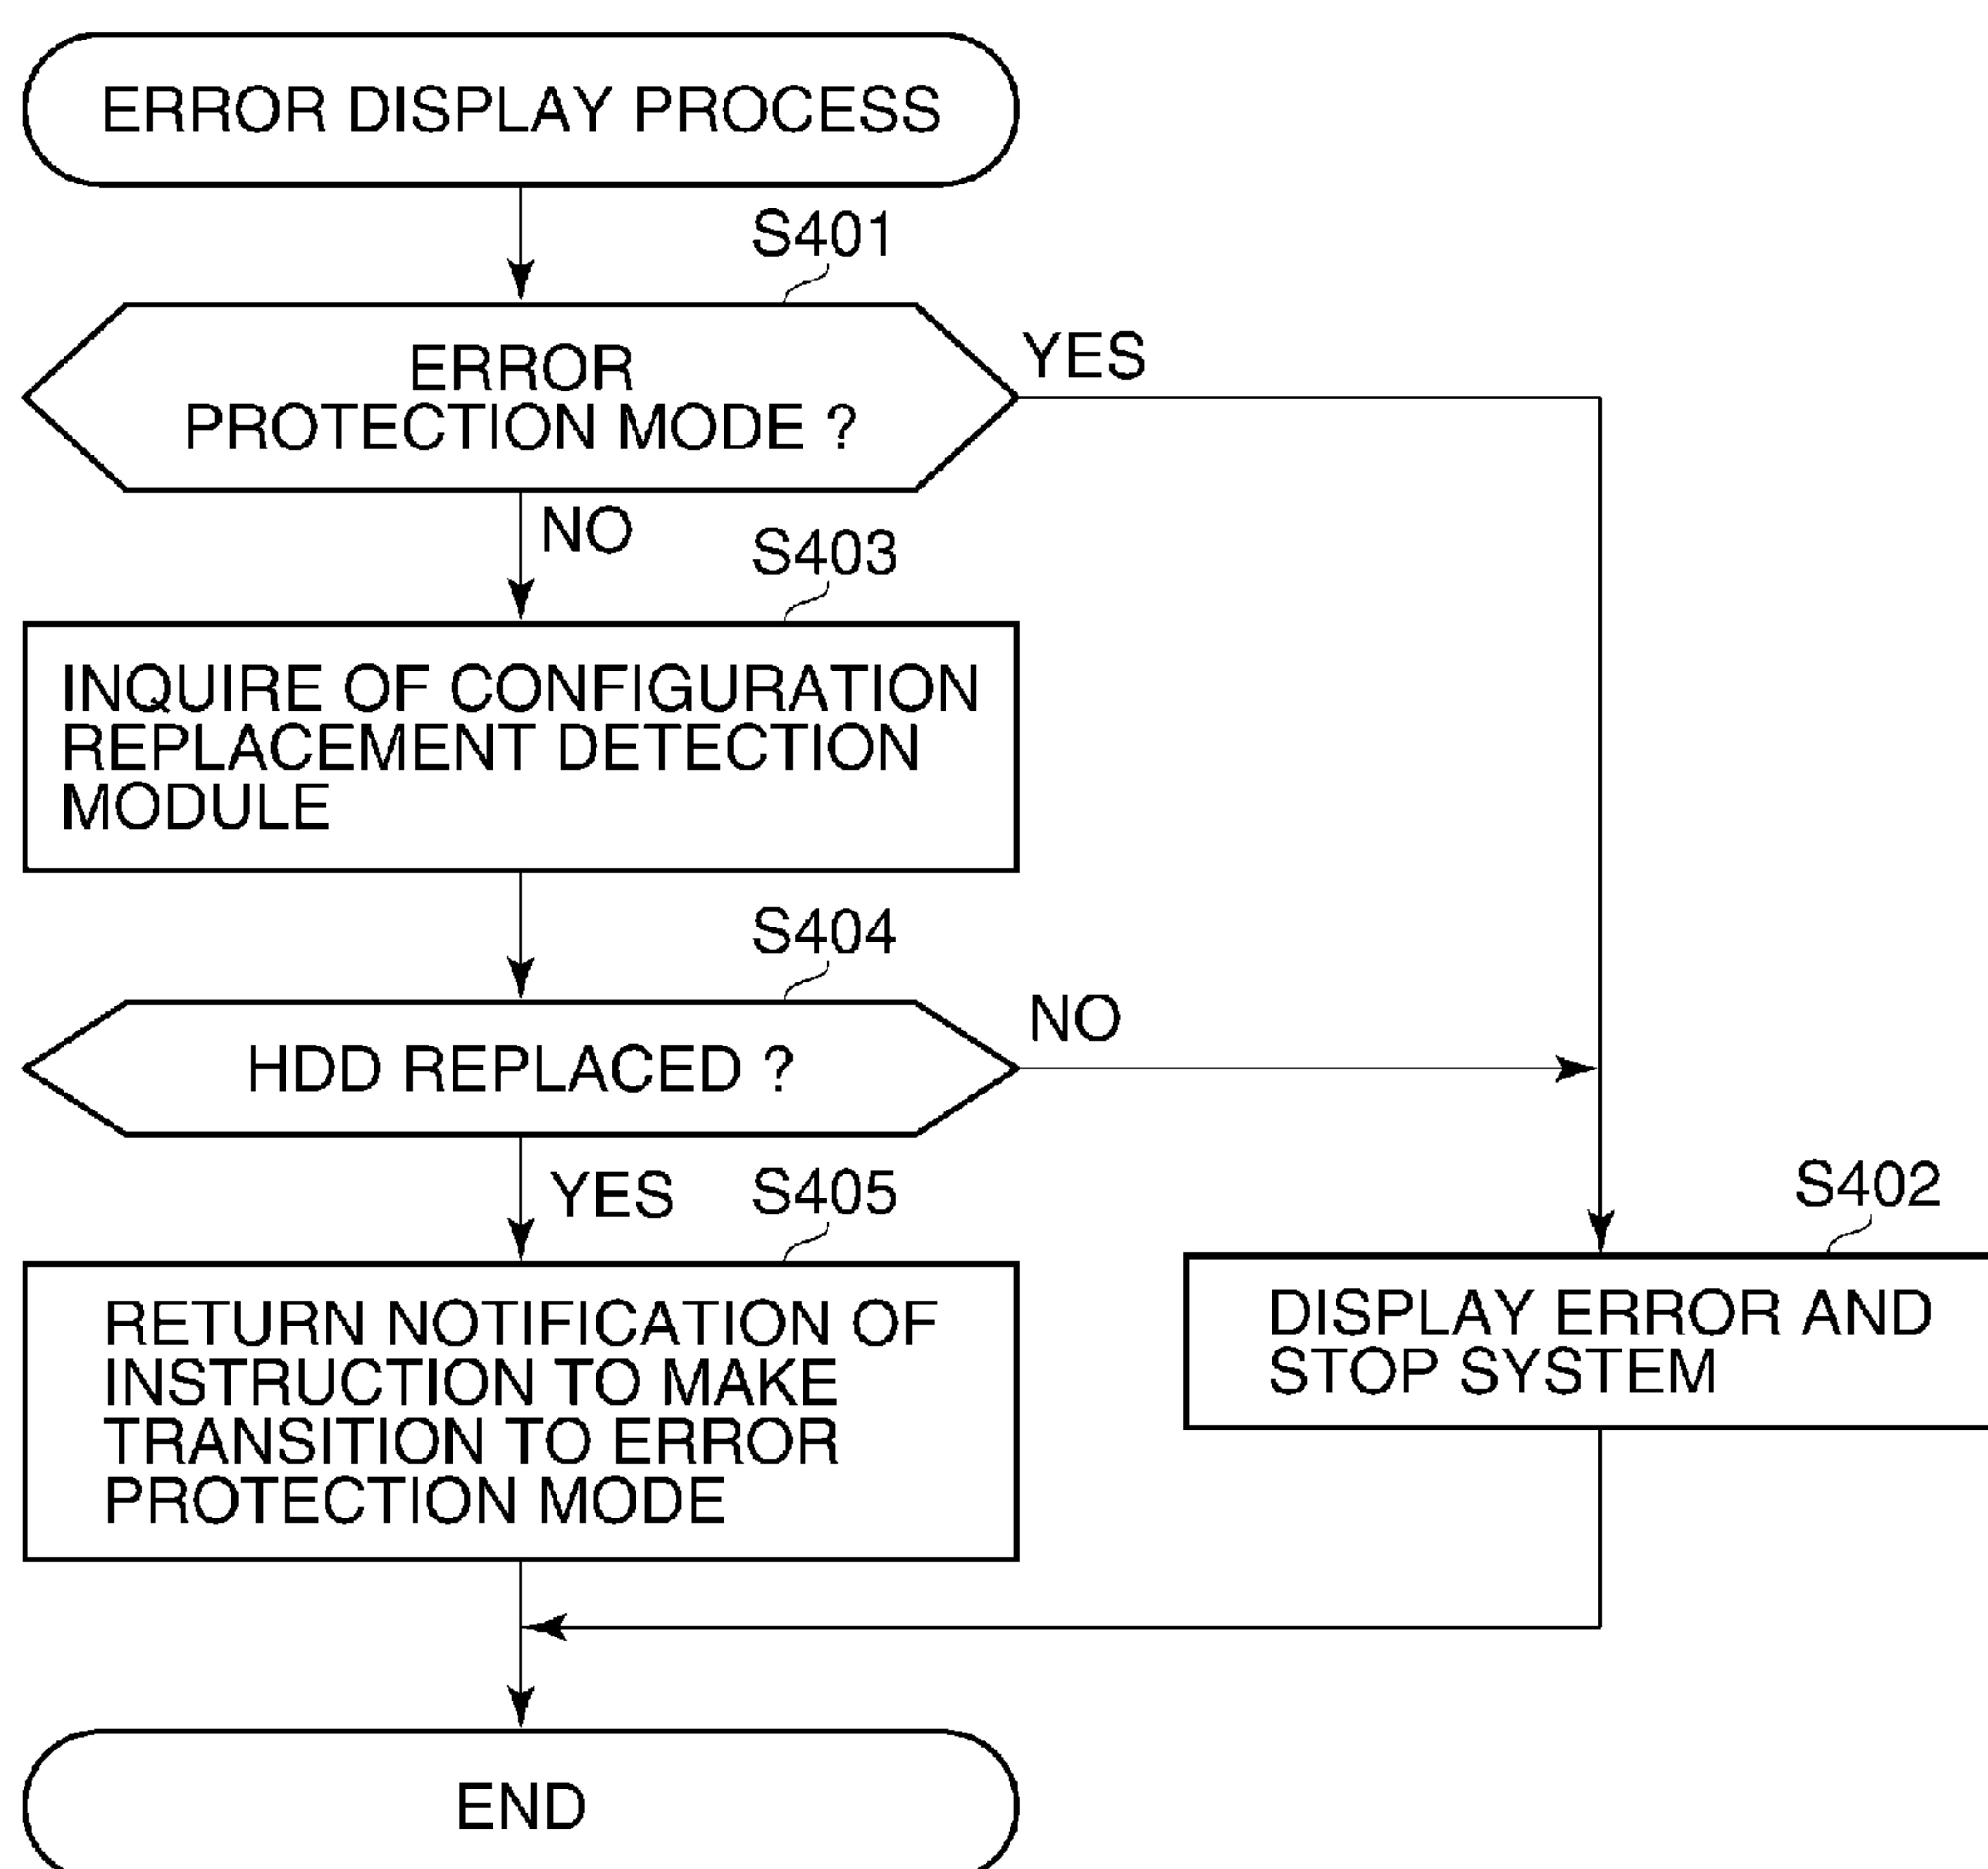 ERROR DISPLAY PROCESS
S401
ERROR
PROTECTION MODE ?
YES
NO
S403
INQUIRE OF CONFIGURATION
REPLACEMENT DETECTION
MODULE
S404
HDD REPLACED ?
NO
YES
S405
S402
RETURN NOTIFICATION OF
INSTRUCTION TO MAKE
TRANSITION TO ERROR
PROTECTION MODE
DISPLAY ERROR AND
STOP SYSTEM
END